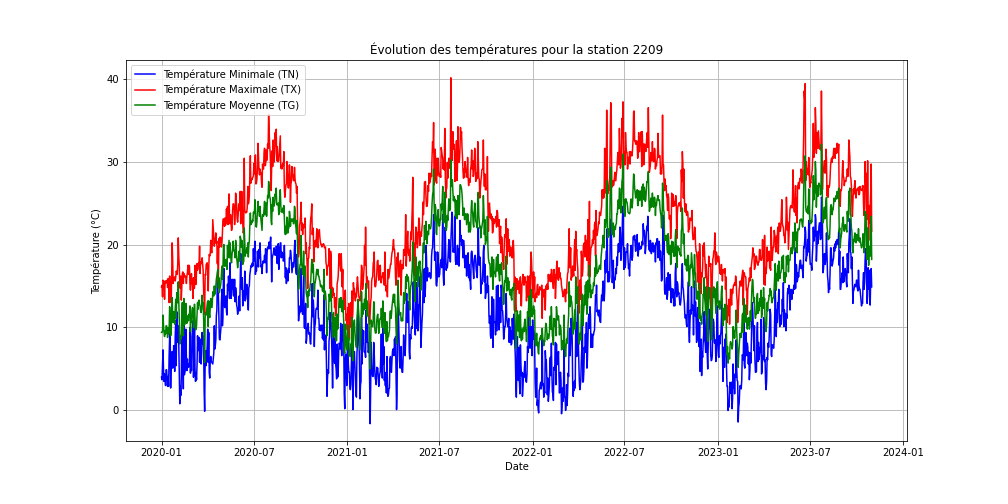 Évolution des températures pour la station 2209
Température Minimale (TN)
Température Maximale (TX)
Température Moyenne (TG)
Température (°C)
40
30
20
10
0
2020-01 2020-07 2021-01 2021-07 2022-01 2022-07 2023-01 2023-07 2024-01
Date